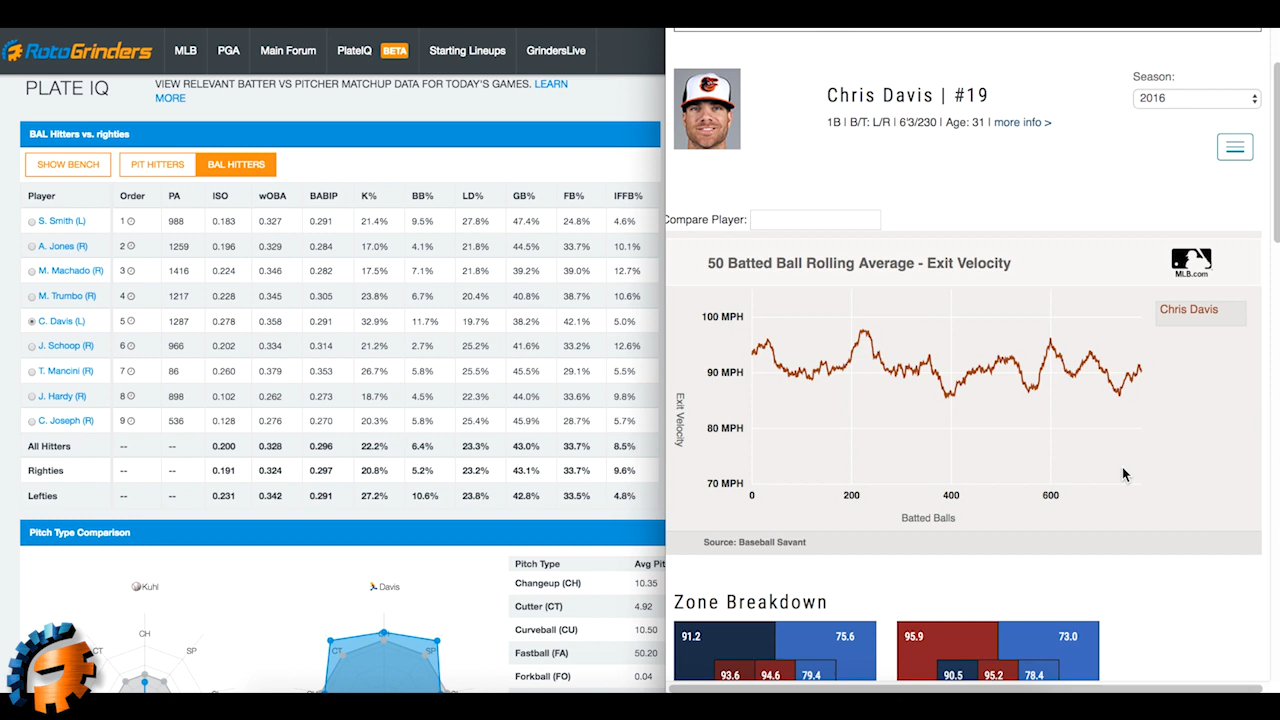 RotoGrinders MLB PGA Main Forum PlateIQ BETA Starting Lineups GrindersLive
PLATE IQ
VIEW RELEVANT BATTER VS PITCHER MATCHUP DATA FOR TODAY'S GAMES. LEARN
MORE
BAL Hitters vs. righties
SHOW BENCH PIT HITTERS BAL HITTERS
Player Order PA ISO wOBA BABIP K% BB% LD% GB% FB% IFFB%
S. Smith (L) 1 988 0.183 0.327 0.291 21.4% 9.5% 27.8% 47.4% 24.8% 4.6%
A. Jones (R) 2 1259 0.196 0.329 0.284 17.0% 4.1% 21.8% 44.5% 33.7% 10.1%
M. Machado (R) 3 1416 0.224 0.346 0.282 17.5% 7.1% 21.8% 39.2% 39.0% 12.7%
M. Trumbo (R) 4 1217 0.228 0.345 0.305 23.8% 6.7% 20.4% 40.8% 38.7% 10.6%
C. Davis (L) 5 1287 0.278 0.358 0.291 32.9% 11.7% 19.7% 38.2% 42.1% 5.0%
J. Schoop (R) 6 966 0.202 0.334 0.314 21.2% 2.7% 25.2% 41.6% 33.2% 12.6%
T. Mancini (R) 7 86 0.260 0.379 0.353 26.7% 5.8% 25.5% 45.5% 29.1% 5.5%
J. Hardy (R) 8 898 0.102 0.262 0.273 18.7% 4.5% 22.3% 44.0% 33.6% 9.8%
C. Joseph (R) 9 536 0.128 0.276 0.270 20.3% 5.8% 25.4% 45.9% 28.7% 5.7%
All Hitters -- -- 0.200 0.328 0.296 22.2% 6.4% 23.3% 43.0% 33.7% 8.5%
Righties -- -- 0.191 0.324 0.297 20.8% 5.2% 23.2% 43.1% 33.7% 9.6%
Lefties -- -- 0.231 0.342 0.291 27.2% 10.6% 23.8% 42.8% 33.5% 4.8%
Pitch Type Comparison
Kuhl
CH
CT
SP
Davis
CT
SP
Pitch Type Avg Pit
Changeup (CH) 10.35
Cutter (CT) 4.92
Curveball (CU) 10.50
Fastball (FA) 50.20
Forkball (FO) 0.04
Chris Davis | #19
1B | B/T: L/R | 6'3/230 | Age: 31 | more info >
Season:
2016
Compare Player:
50 Batted Ball Rolling Average - Exit Velocity
MLB.com
Chris Davis
100 MPH
90 MPH
80 MPH
70 MPH
Exit Velocity
0 200 400 600
Batted Balls
Source: Baseball Savant
Zone Breakdown
91.2 75.6 95.9 73.0
93.6 94.6 79.4 90.5 95.2 78.4